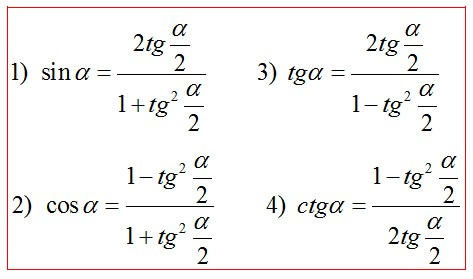 1) sin α = (2tg α/2) / (1 + tg² α/2)
3) tgα = (2tg α/2) / (1 − tg² α/2)
2) cos α = (1 − tg² α/2) / (1 + tg² α/2)
4) ctgα = (1 − tg² α/2) / (2tg α/2)